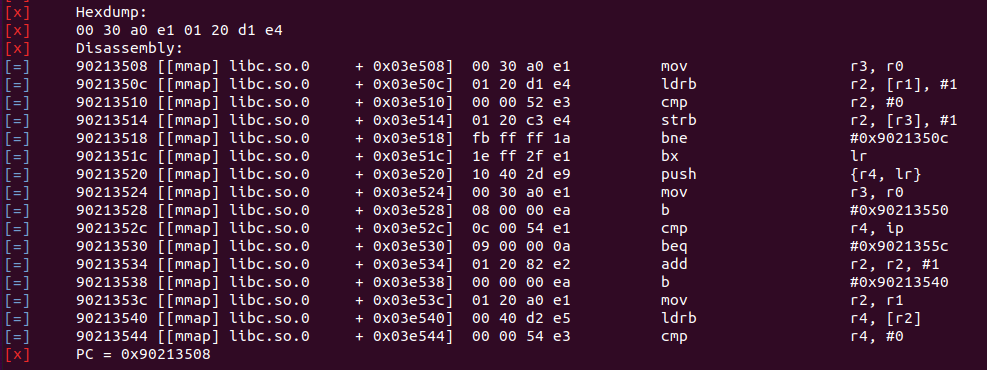 [x] Hexdump:
[x] 00 30 a0 e1 01 20 d1 e4
[x] Disassembly:
[=] 90213508 [[mmap] libc.so.0 + 0x03e508] 00 30 a0 e1 mov r3, r0
[=] 9021350c [[mmap] libc.so.0 + 0x03e50c] 01 20 d1 e4 ldrb r2, [r1], #1
[=] 90213510 [[mmap] libc.so.0 + 0x03e510] 00 00 52 e3 cmp r2, #0
[=] 90213514 [[mmap] libc.so.0 + 0x03e514] 01 20 c3 e4 strb r2, [r3], #1
[=] 90213518 [[mmap] libc.so.0 + 0x03e518] fb ff ff 1a bne #0x9021350c
[=] 9021351c [[mmap] libc.so.0 + 0x03e51c] 1e ff 2f e1 bx lr
[=] 90213520 [[mmap] libc.so.0 + 0x03e520] 10 40 2d e9 push {r4, lr}
[=] 90213524 [[mmap] libc.so.0 + 0x03e524] 00 30 a0 e1 mov r3, r0
[=] 90213528 [[mmap] libc.so.0 + 0x03e528] 08 00 00 ea b #0x90213550
[=] 9021352c [[mmap] libc.so.0 + 0x03e52c] 0c 00 54 e1 cmp r4, ip
[=] 90213530 [[mmap] libc.so.0 + 0x03e530] 09 00 00 0a beq #0x9021355c
[=] 90213534 [[mmap] libc.so.0 + 0x03e534] 01 20 82 e2 add r2, r2, #1
[=] 90213538 [[mmap] libc.so.0 + 0x03e538] 00 00 00 ea b #0x90213540
[=] 9021353c [[mmap] libc.so.0 + 0x03e53c] 01 20 a0 e1 mov r2, r1
[=] 90213540 [[mmap] libc.so.0 + 0x03e540] 00 40 d2 e5 ldrb r4, [r2]
[=] 90213544 [[mmap] libc.so.0 + 0x03e544] 00 00 54 e3 cmp r4, #0
[x] PC = 0x90213508